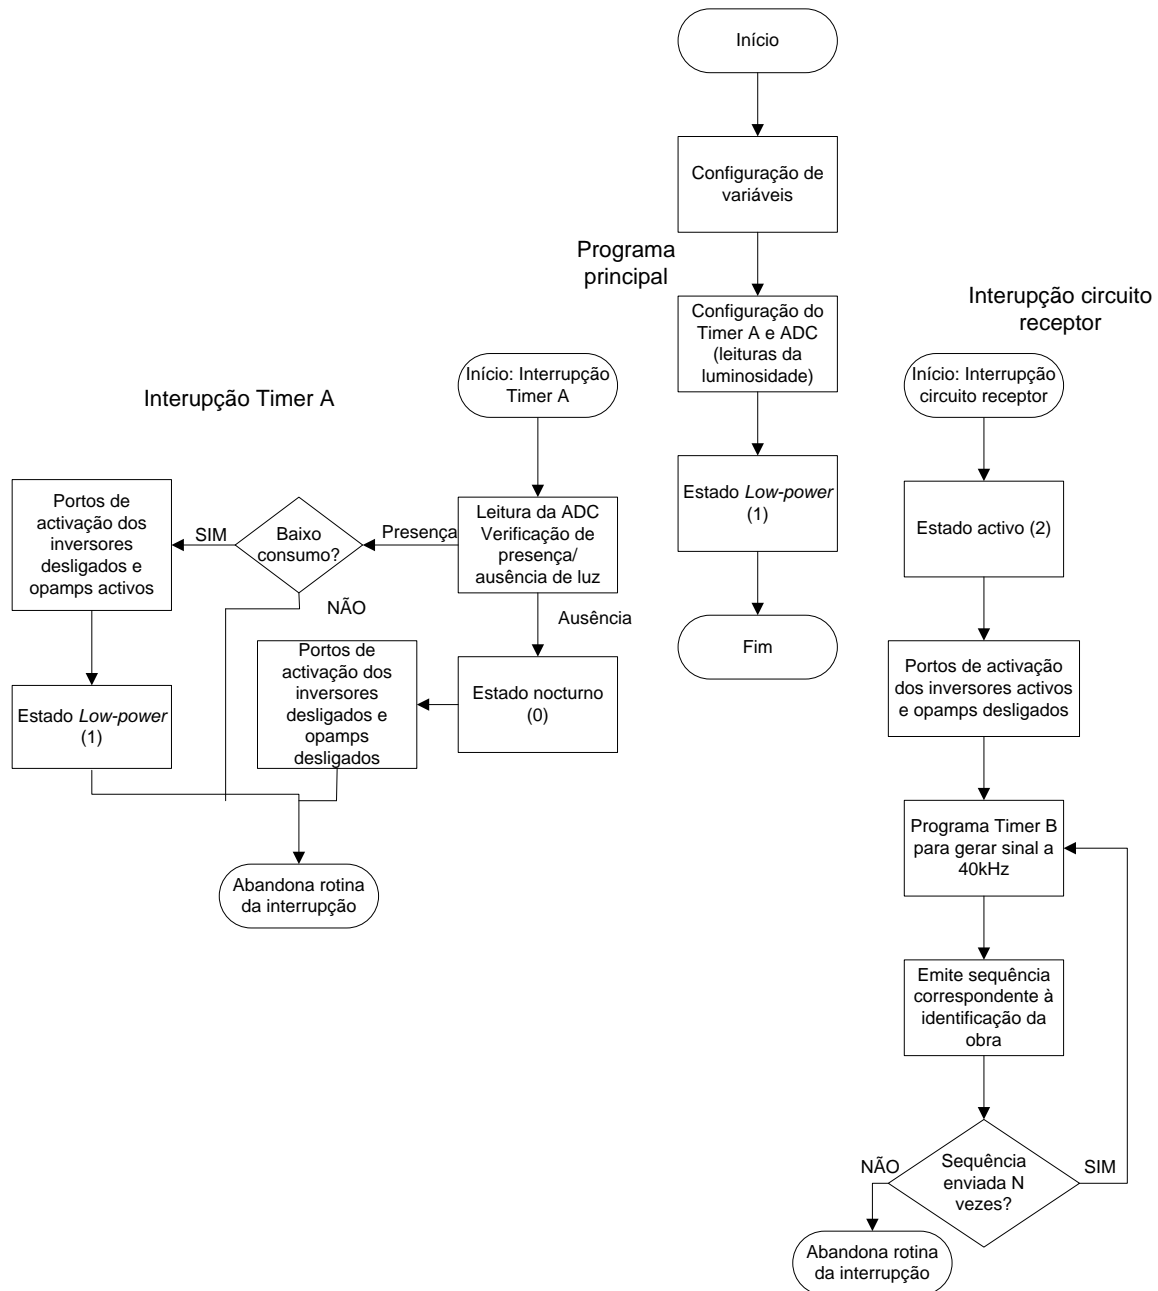 Início
Configuração de
variáveis
Programa
principal
Configuração do
Timer A e ADC
(leituras da
luminosidade)
Estado Low-power
(1)
Fim
Interupção Timer A
Início: Interrupção
Timer A
Leitura da ADC
Verificação de
presença/
ausência de luz
Presença
Baixo
consumo?
SIM
NÃO
Portos de
activação dos
inversores
desligados e
opamps activos
Estado Low-power
(1)
Ausência
Estado nocturno
(0)
Portos de
activação dos
inversores
desligados e
opamps
desligados
Abandona rotina
da interrupção
Interupção circuito
receptor
Início: Interrupção
circuito receptor
Estado activo (2)
Portos de activação
dos inversores activos
e opamps desligados
Programa Timer B
para gerar sinal a
40kHz
Emite sequência
correspondente à
identificação da
obra
Sequência
enviada N
vezes?
NÃO
SIM
Abandona rotina
da interrupção